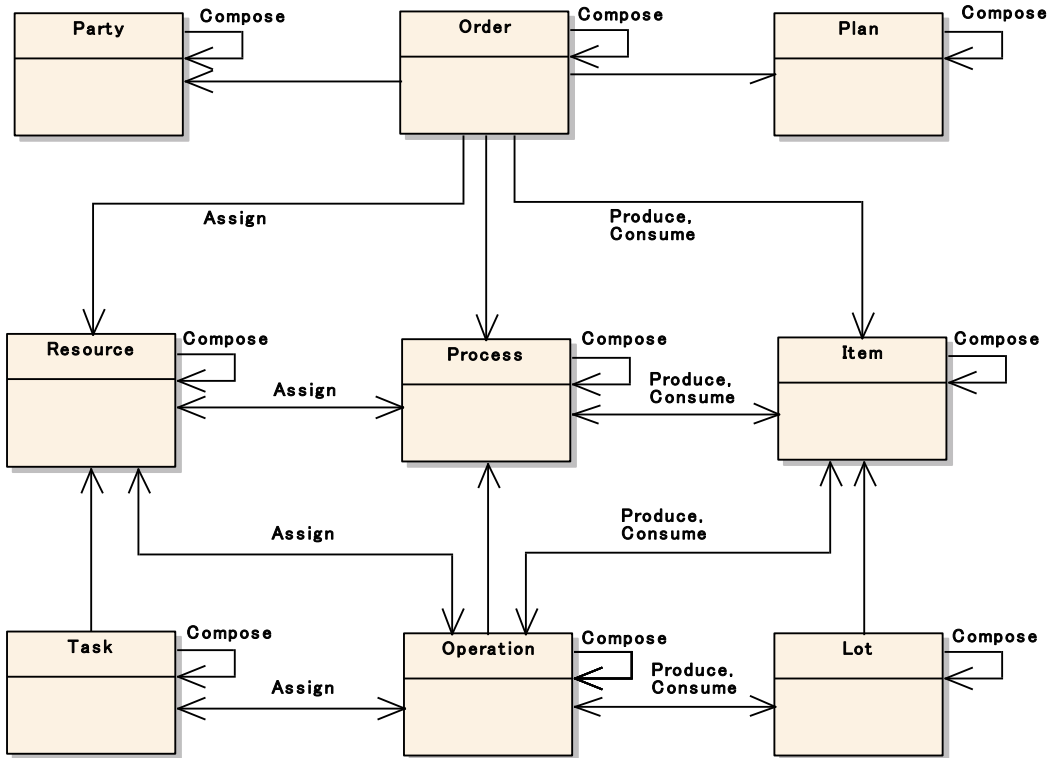 Compose
Party
Compose
Order
Compose
Plan
Assign
Produce,
Consume
Compose
Resource
Compose
Process
Compose
Item
Assign
Produce,
Consume
Assign
Produce,
Consume
Compose
Task
Compose
Operation
Compose
Lot
Assign
Produce,
Consume